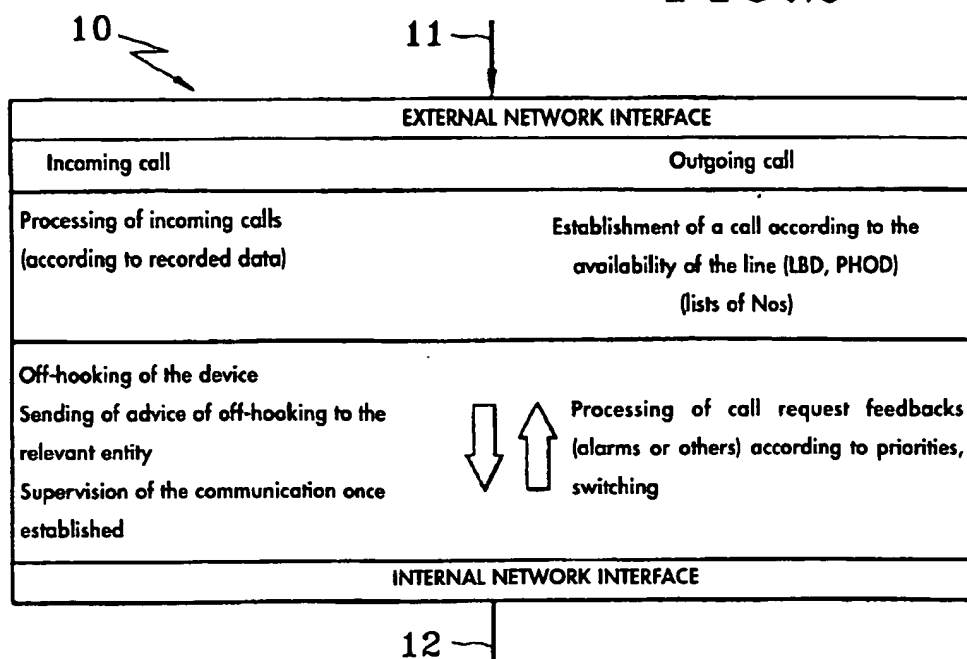 10
11
EXTERNAL NETWORK INTERFACE
Incoming call
Outgoing call
Processing of incoming calls
(according to recorded data)
Establishment of a call according to the
availability of the line (LBD, PHOD)
(lists of Nos)
Off-hooking of the device
Sending of advice of off-hooking to the
relevant entity
Supervision of the communication once
established
Processing of call request feedbacks
(alarms or others) according to priorities,
switching
INTERNAL NETWORK INTERFACE
12